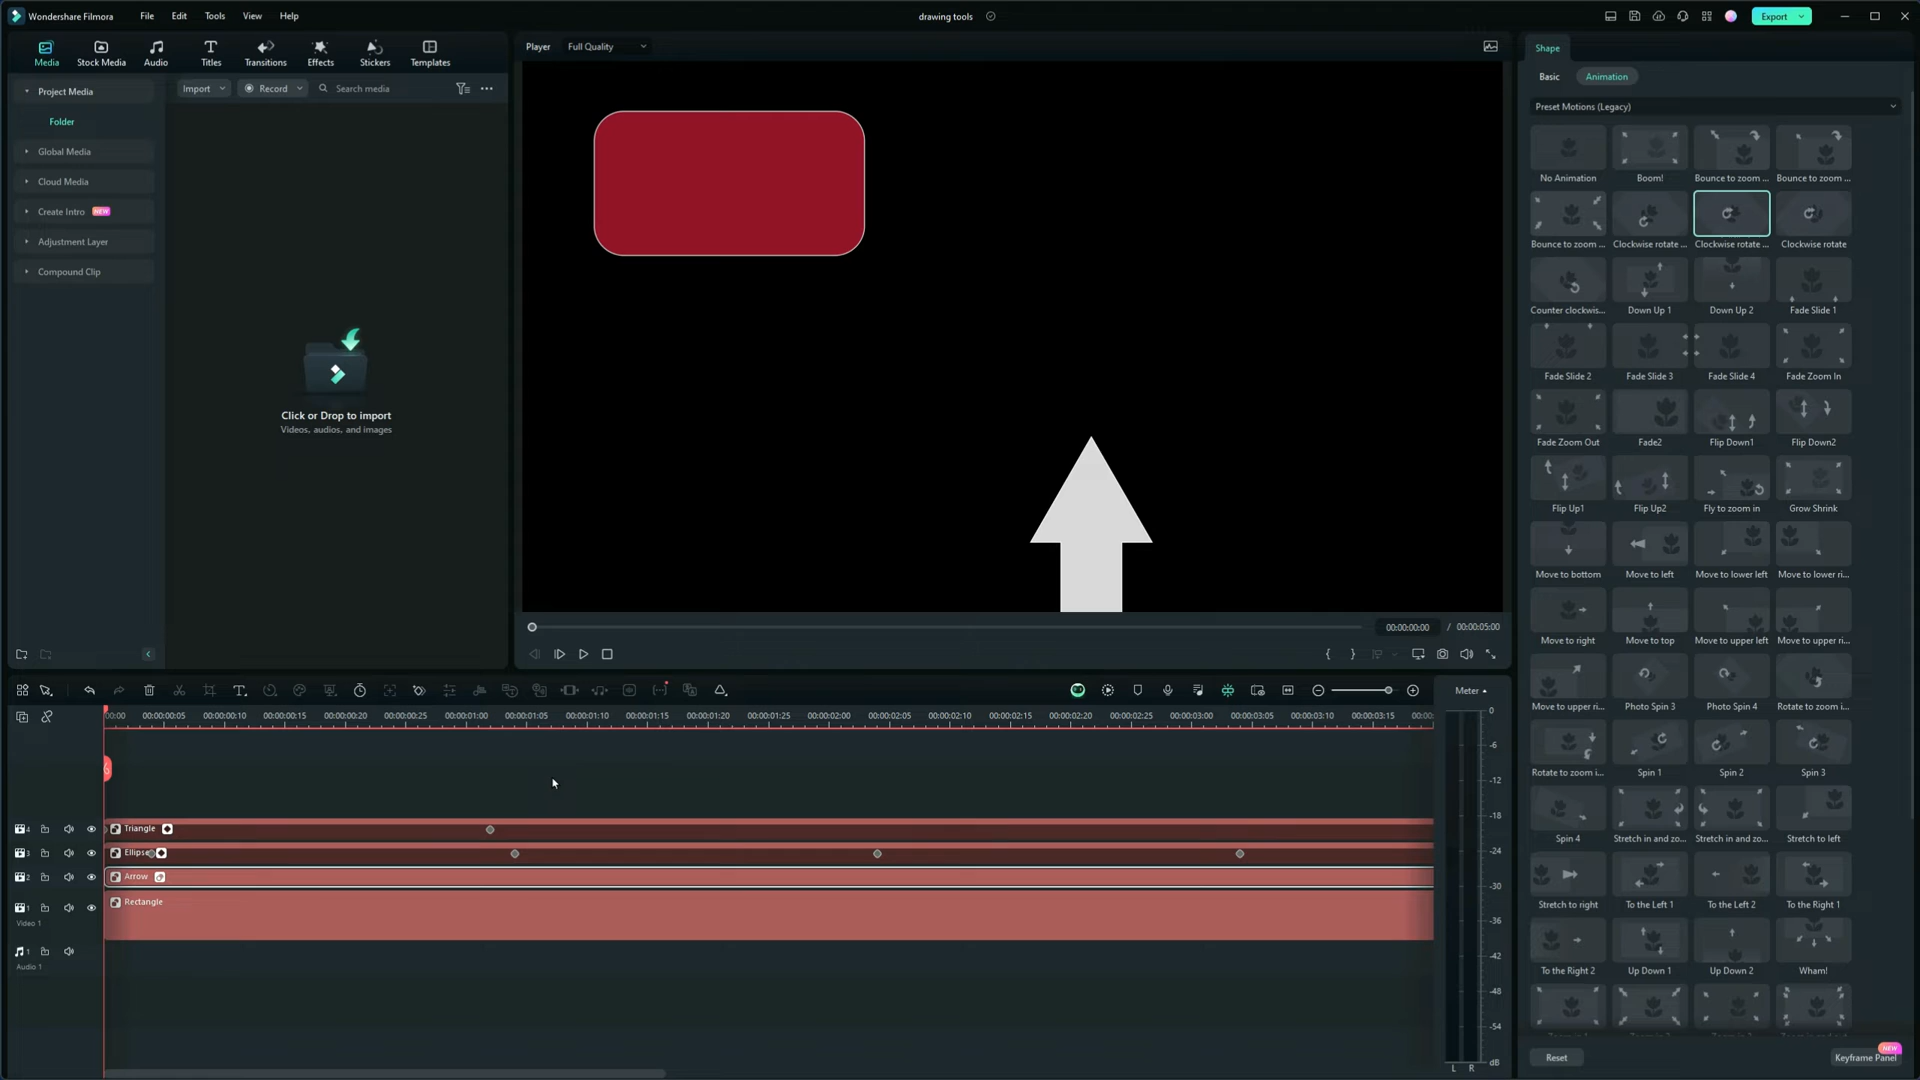 Wondershare Filmora
File
Edit
Tools
View
Help
drawing tools
Export
Media
Stock Media
Audio
Titles
Transitions
Effects
Stickers
Templates
Player
Full Quality
Shape
Basic
Animation
Project Media
Folder
Global Media
Cloud Media
Create Intro NEW
Adjustment Layer
Compound Clip
Import
Record
Search media
Click or Drop to import
Videos, audios, and images
Preset Motions (Legacy)
No Animation
Boom!
Bounce to zoom ...
Bounce to zoom ...
Bounce to zoom ...
Clockwise rotate ...
Clockwise rotate ...
Clockwise rotate
Counter clockwis...
Down Up 1
Down Up 2
Fade Slide 1
Fade Slide 2
Fade Slide 3
Fade Slide 4
Fade Zoom In
Fade Zoom Out
Fade2
Flip Down1
Flip Down2
Flip Up1
Flip Up2
Fly to zoom in
Grow Shrink
Move to bottom
Move to left
Move to lower left
Move to lower ri...
Move to right
Move to top
Move to upper left
Move to upper ri...
Move to upper ri...
Photo Spin 3
Photo Spin 4
Rotate to zoom i...
Rotate to zoom i...
Spin 1
Spin 2
Spin 3
Spin 4
Stretch in and zo...
Stretch in and zo...
Stretch to left
Stretch to right
To the Left 1
To the Left 2
To the Right 1
To the Right 2
Up Down 1
Up Down 2
Wham!
Reset
NEW
Keyframe Panel
00:00:00:00 / 00:00:05:00
Meter
:00:00 00:00:00:05 00:00:00:10 00:00:00:15 00:00:00:20 00:00:00:25 00:00:01:00 00:00:01:05 00:00:01:10 00:00:01:15 00:00:01:20 00:00:01:25 00:00:02:00 00:00:02:05 00:00:02:10 00:00:02:15 00:00:02:20 00:00:02:25 00:00:03:00 00:00:03:05 00:00:03:10 00:00:03:15
4
Triangle
3
Ellipse
2
Arrow
1
Rectangle
Video 1
1
Audio 1
0
-6
-12
-18
-24
-30
-36
-42
-48
-54
dB
L R